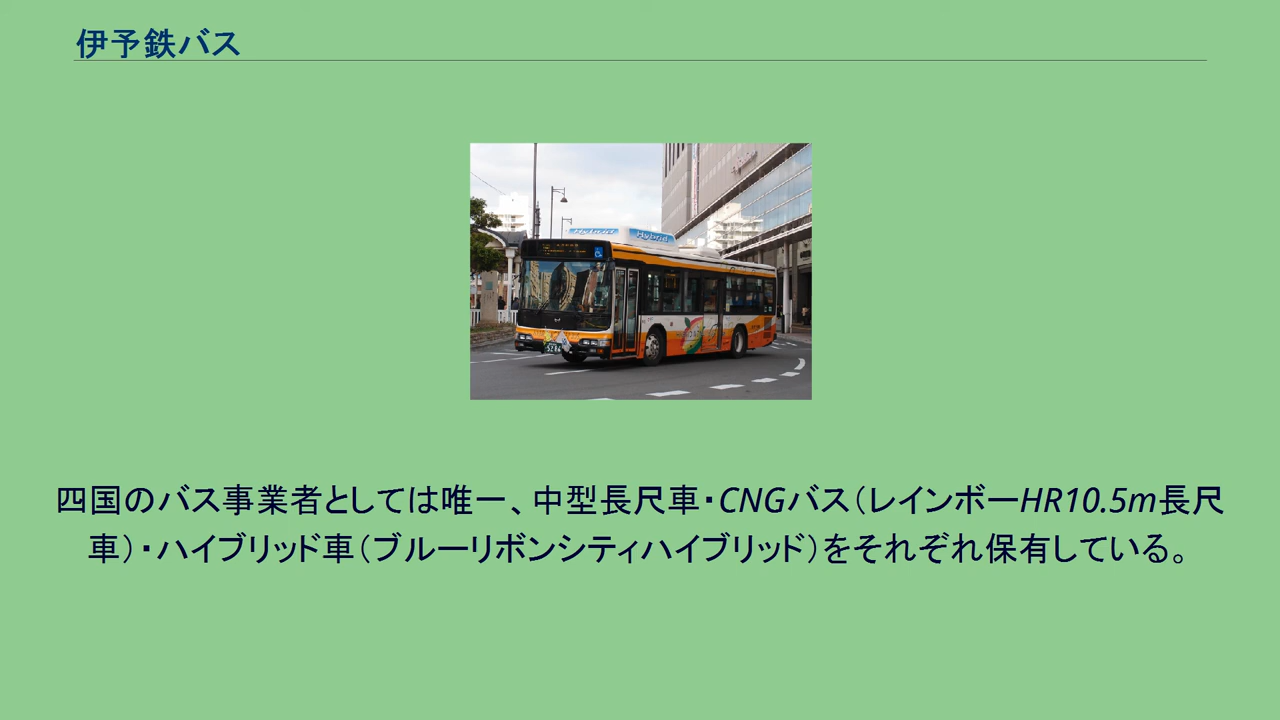 伊予鉄バス
Hybrid
四国のバス事業者としては唯一、中型長尺車・CNGバス（レインボーHR10.5m長尺
車）・ハイブリッド車（ブルーリボンシティハイブリッド）をそれぞれ保有している。